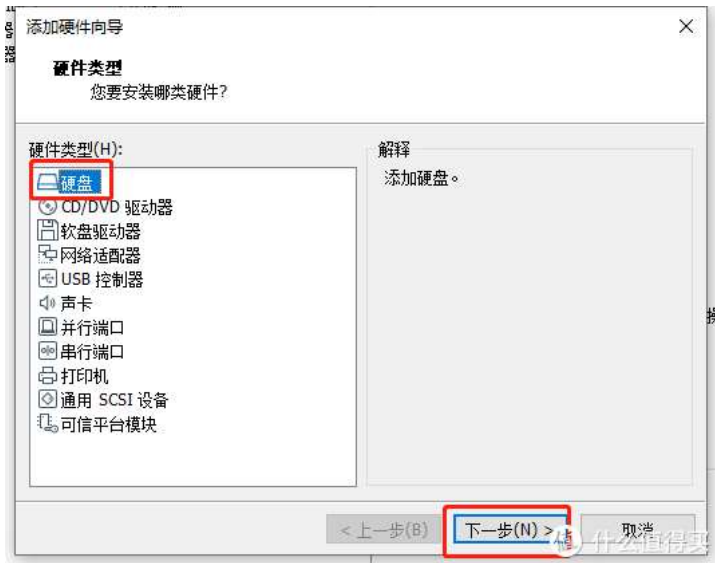 添加硬件向导
硬件类型
您要安装哪类硬件?
硬件类型(H):
硬盘
CD/DVD 驱动器
软盘驱动器
网络适配器
USB 控制器
声卡
并行端口
串行端口
打印机
通用 SCSI 设备
可信平台模块
解释
添加硬盘。
< 上一步(B)
下一步(N) >
取消
值 什么值得买